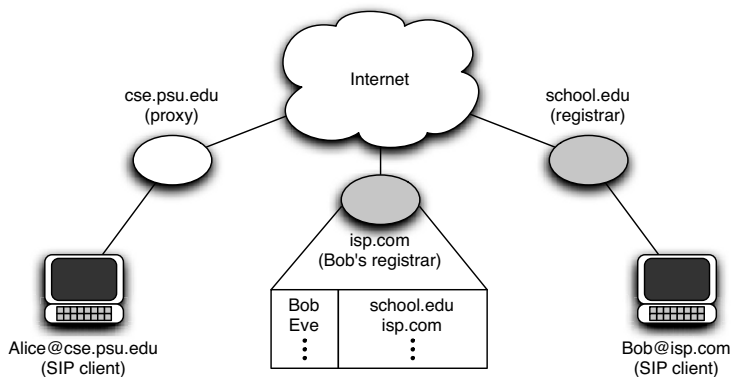 Internet
cse.psu.edu
(proxy)
school.edu
(registrar)
isp.com
(Bob's registrar)
Bob school.edu
Eve isp.com
Alice@cse.psu.edu
(SIP client)
Bob@isp.com
(SIP client)